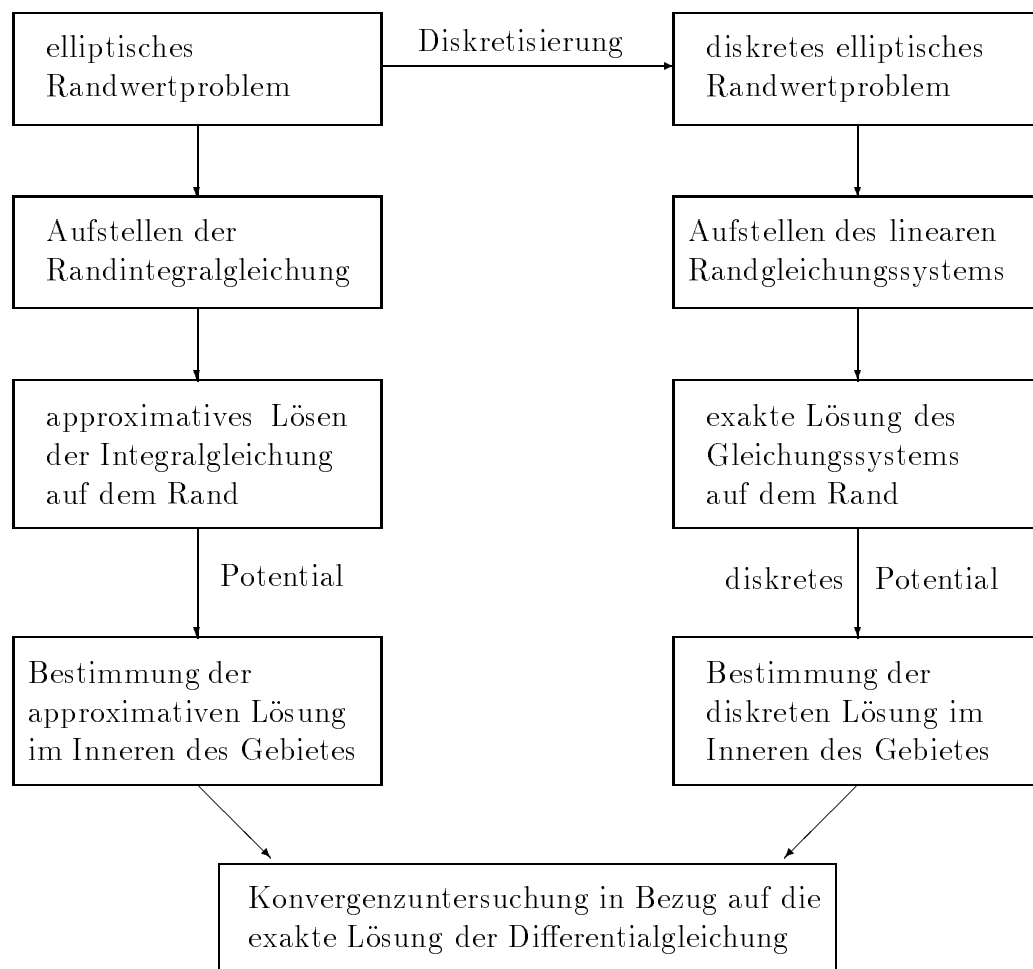 elliptisches
Randwertproblem
Diskretisierung
diskretes elliptisches
Randwertproblem
Aufstellen der
Randintegralgleichung
Aufstellen des linearen
Randgleichungssystems
approximatives Lösen
der Integralgleichung
auf dem Rand
exakte Lösung des
Gleichungssystems
auf dem Rand
Potential
diskretes Potential
Bestimmung der
approximativen Lösung
im Inneren des Gebietes
Bestimmung der
diskreten Lösung im
Inneren des Gebietes
Konvergenzuntersuchung in Bezug auf die
exakte Lösung der Differentialgleichung